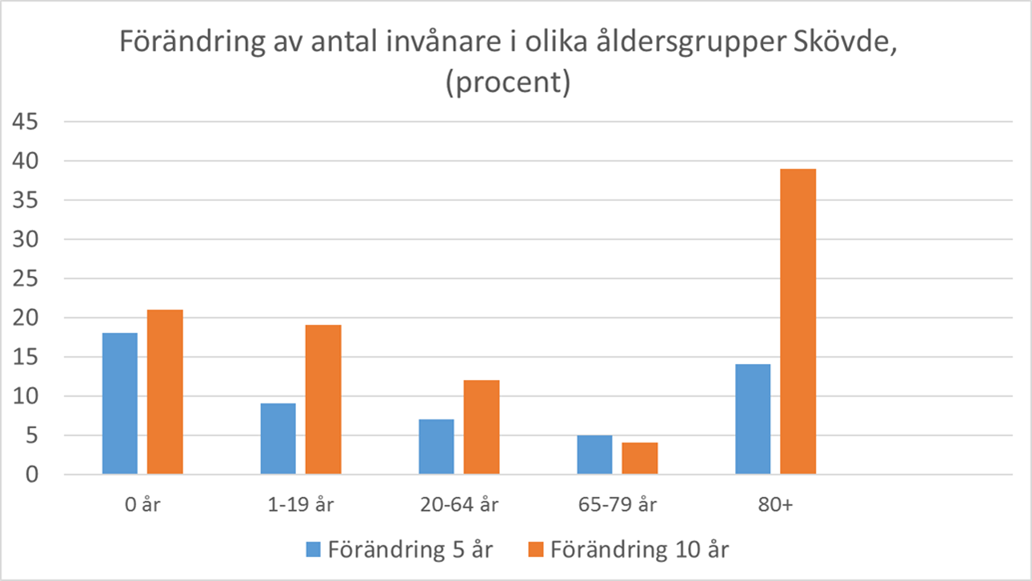 Förändring av antal invånare i olika åldersgrupper Skövde,
(procent)
45
40
35
30
25
20
15
10
5
0
0 år 1-19 år 20-64 år 65-79 år 80+
Förändring 5 år Förändring 10 år